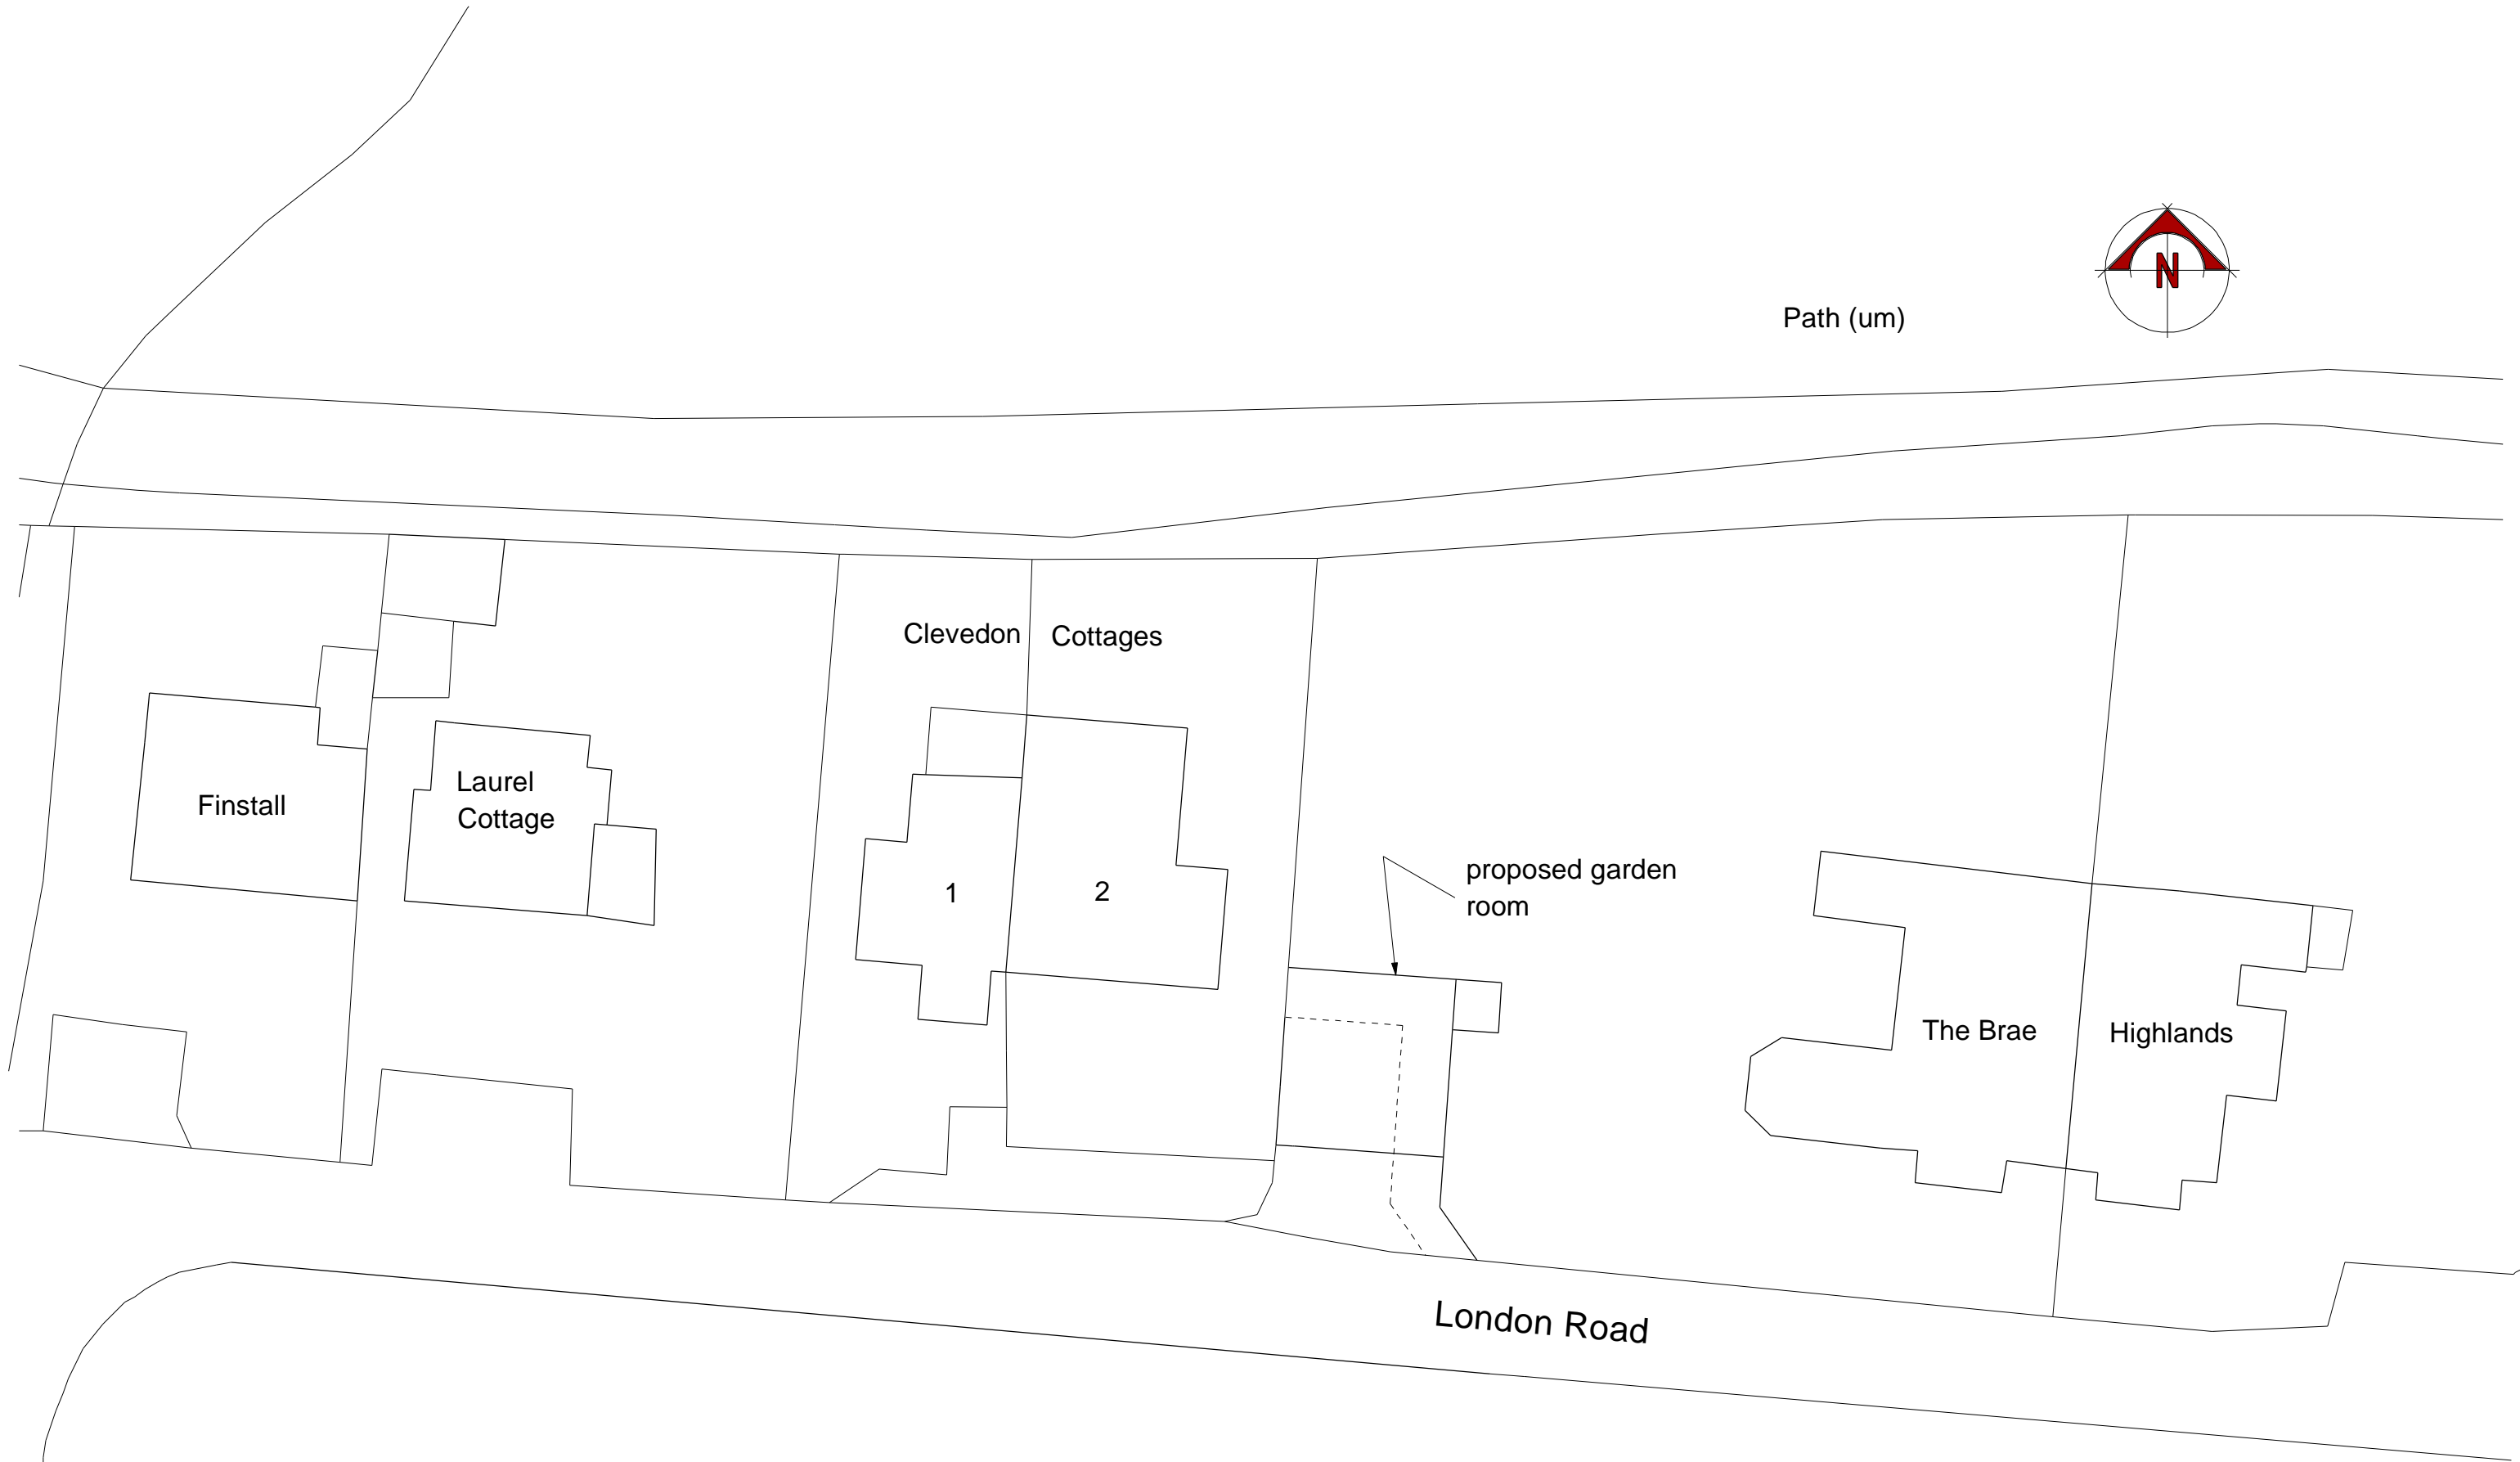 N
Path (um)
Clevedon Cottages
Laurel
Cottage
Finstall
1
2
proposed garden
room
The Brae
Highlands
London Road